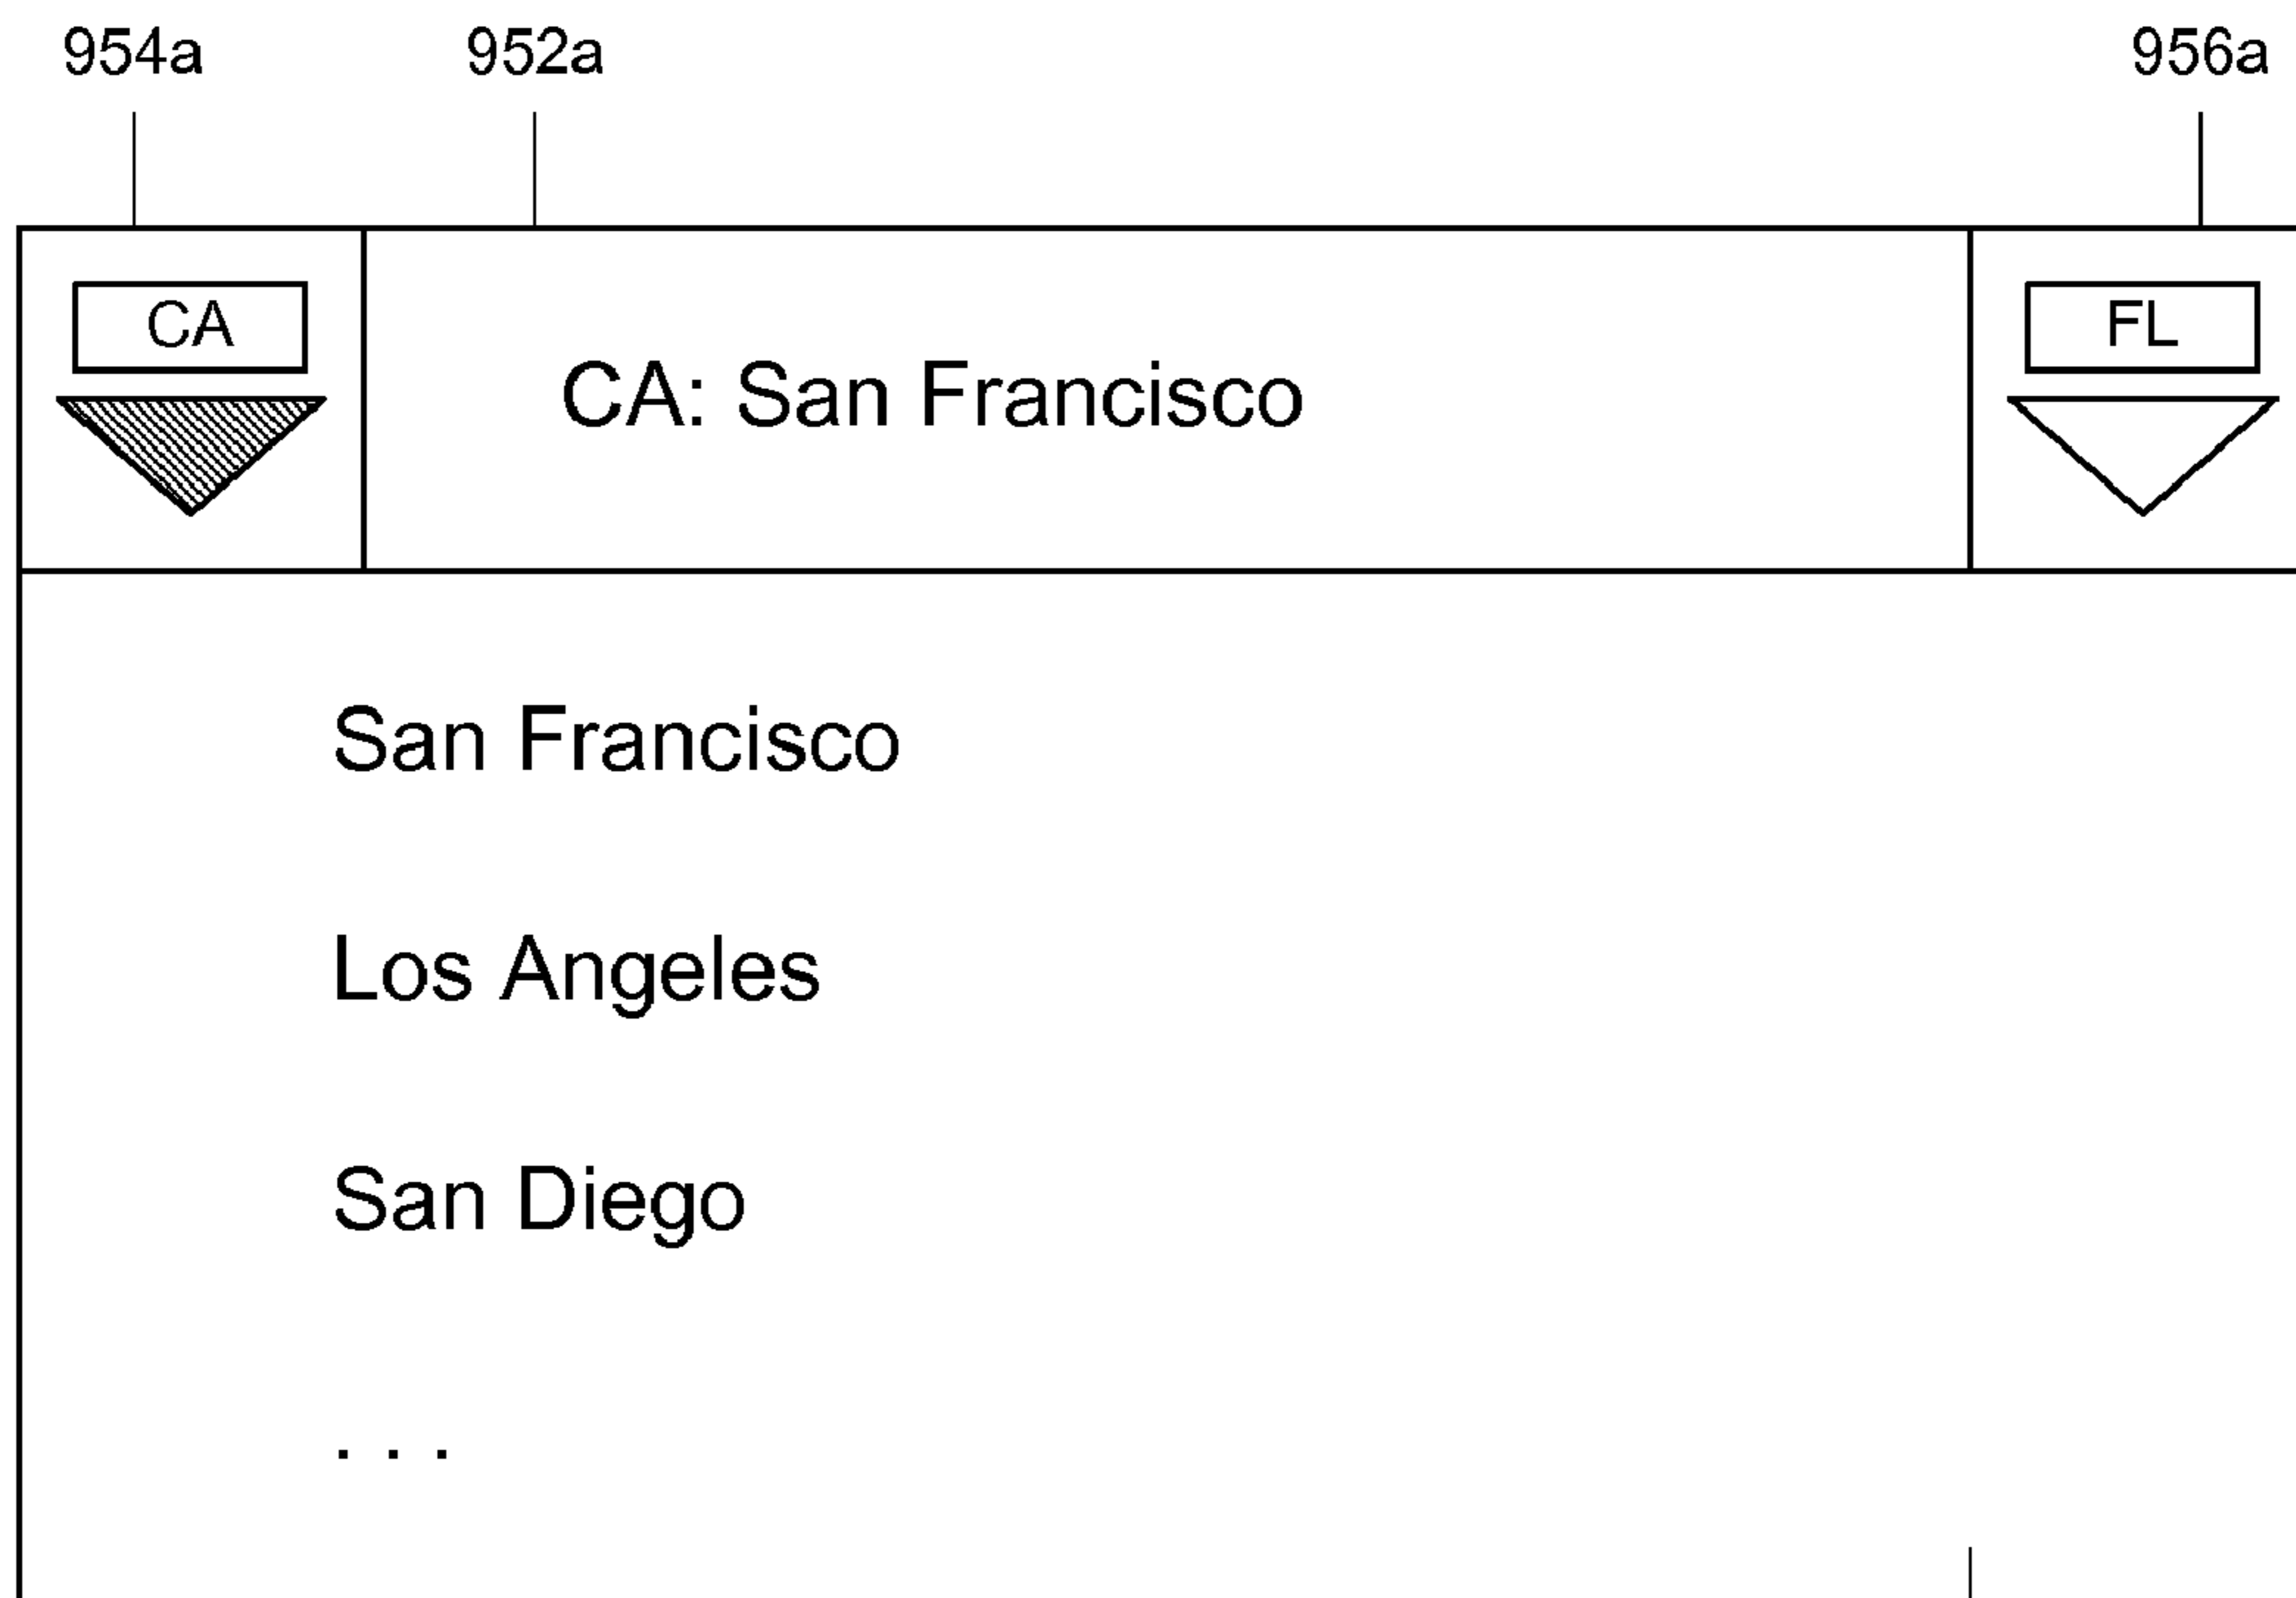 954a 952a 956a
CA FL
CA: San Francisco
San Francisco
Los Angeles
San Diego
. . .